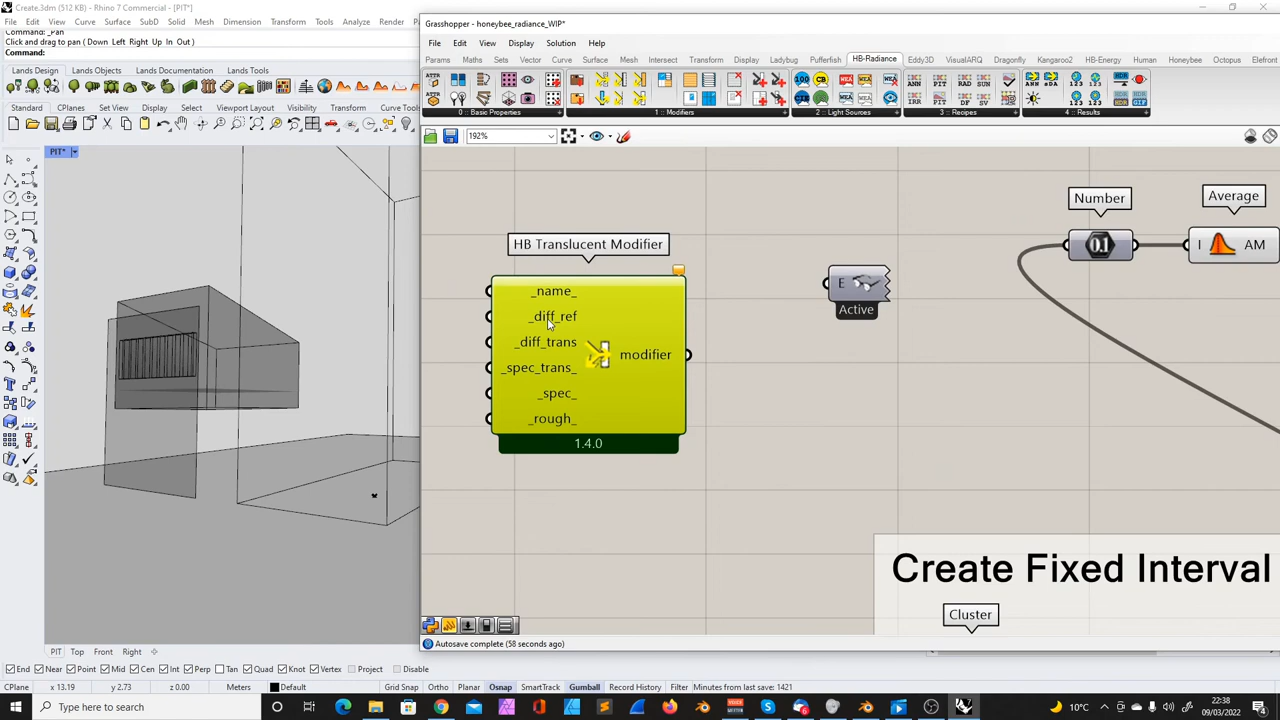 Create.3dm (522 KB) - Rhino 7 Commercial - [PIT*]
File Edit View Curve Surface SubD Solid Mesh Dimension Transform Tools Analyze Render
Command: _Pan
Click and drag to pan ( Down Left Right Up In Out )
Command:
Lands Design Lands Objects Lands Documentation Lands Tools
Standard CPlanes Set View Display Select Viewport Layout Visibility Transform Curve Tools
PIT*
Grasshopper - honeybee_radiance_WIP*
File Edit View Display Solution Help
Params Maths Sets Vector Curve Surface Mesh Intersect Transform Display Ladybug Pufferfish HB-Radiance Eddy3D VisualARQ Dragonfly Kangaroo2 HB-Energy Human Honeybee Octopus Elefront
0 :: Basic Properties 1 :: Modifiers 2 :: Light Sources 3 :: Recipes 4 :: Results
192%
HB Translucent Modifier
_name_
_diff_ref
_diff_trans
_spec_trans_
_spec_
_rough_
modifier
1.4.0
E
Active
Number
0.1
Average
I AM
Create Fixed Interval
Cluster
Autosave complete (58 seconds ago)
PIT Top Front Right
End Near Point Mid Cen Int Perp Tan Quad Knot Vertex Project Disable
CPlane x 13.19 y 2.73 z 0.00 Meters Default Grid Snap Ortho Planar Osnap SmartTrack Gumball Record History Filter Minutes from last save: 1421
Type here to search
10°C
22:38
09/03/2022